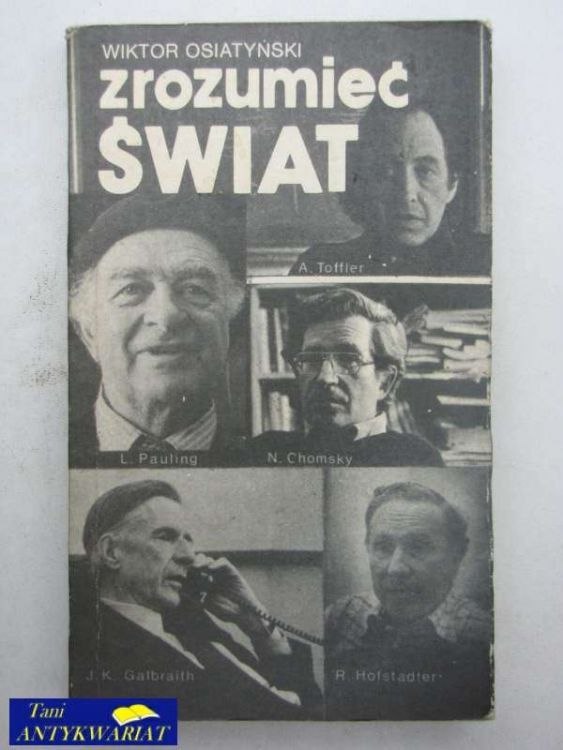 WIKTOR OSIATYŃSKI
zrozumieć
ŚWIAT
A. Toffler
L. Pauling
N. Chomsky
J.K. Galbraith
R. Hofstadter
Tani
ANTYKWARIAT